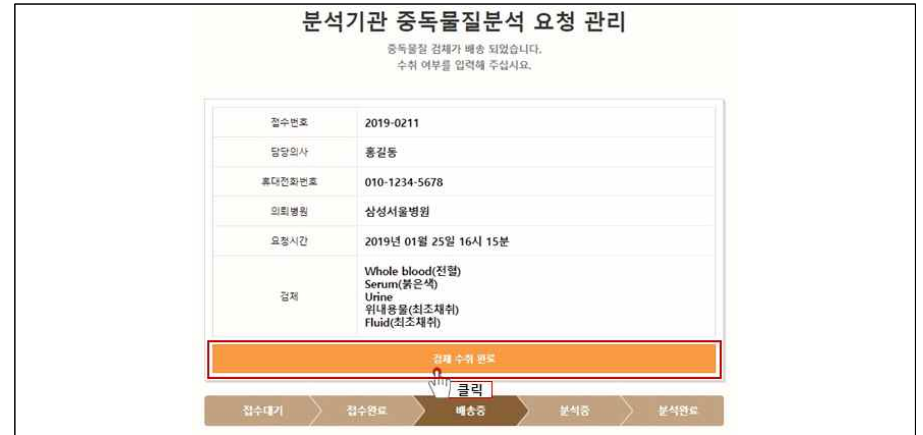 분석기관 중독물질분석 요청 관리
중독물질 검체가 배송 되었습니다.
수취 여부를 입력해 주십시요.
접수번호 2019-0211
담당의사 홍길동
휴대전화번호 010-1234-5678
의뢰병원 삼성서울병원
요청시간 2019년 01월 25일 16시 15분
검체
Whole blood(전혈)
Serum(붉은색)
Urine
위내용물(최초채취)
Fluid(최초채취)
검체 수취 완료
클릭
접수대기 접수완료 배송중 분석중 분석완료